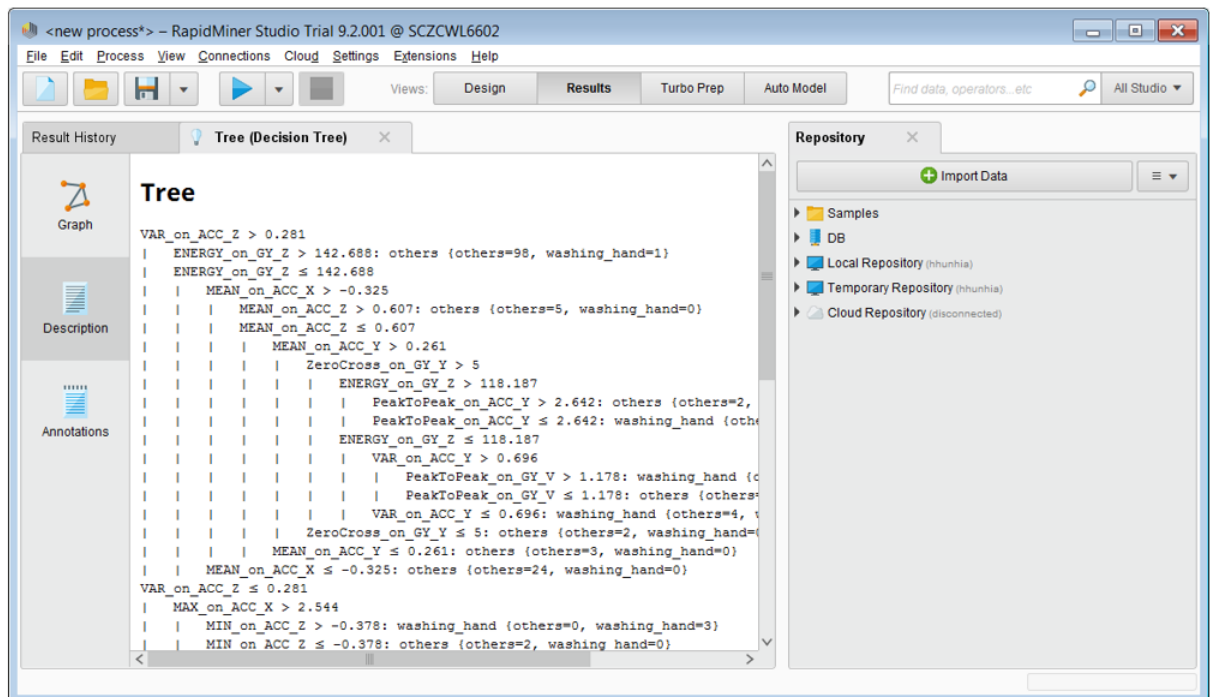 <new process*> – RapidMiner Studio Trial 9.2.001 @ SCZCWL6602
File Edit Process View Connections Cloud Settings Extensions Help
Views: Design Results Turbo Prep Auto Model Find data, operators...etc All Studio ▼
Result History Tree (Decision Tree)
Repository
Import Data
Graph
Description
Annotations
Tree
VAR_on_ACC_Z > 0.281
| ENERGY_on_GY_Z > 142.688: others {others=98, washing_hand=1}
| ENERGY_on_GY_Z ≤ 142.688
| | MEAN_on_ACC_X > -0.325
| | | MEAN_on_ACC_Z > 0.607: others {others=5, washing_hand=0}
| | | MEAN_on_ACC_Z ≤ 0.607
| | | | MEAN_on_ACC_Y > 0.261
| | | | | ZeroCross_on_GY_Y > 5
| | | | | | ENERGY_on_GY_Z > 118.187
| | | | | | | PeakToPeak_on_ACC_Y > 2.642: others {others=2,
| | | | | | | PeakToPeak_on_ACC_Y ≤ 2.642: washing_hand {othe
| | | | | | ENERGY_on_GY_Z ≤ 118.187
| | | | | | | VAR_on_ACC_Y > 0.696
| | | | | | | | PeakToPeak_on_GY_V > 1.178: washing_hand {o
| | | | | | | | PeakToPeak_on_GY_V ≤ 1.178: others {others=
| | | | | | | VAR_on_ACC_Y ≤ 0.696: washing_hand {others=4, w
| | | | | ZeroCross_on_GY_Y ≤ 5: others {others=2, washing_hand=0
| | | | MEAN_on_ACC_Y ≤ 0.261: others {others=3, washing_hand=0}
| | MEAN_on_ACC_X ≤ -0.325: others {others=24, washing_hand=0}
VAR_on_ACC_Z ≤ 0.281
| MAX_on_ACC_X > 2.544
| | MIN_on_ACC_Z > -0.378: washing_hand {others=0, washing_hand=3}
| | MIN_on_ACC_Z ≤ -0.378: others {others=2, washing_hand=0}
Samples
DB
Local Repository (hhunhia)
Temporary Repository (hhunhia)
Cloud Repository (disconnected)